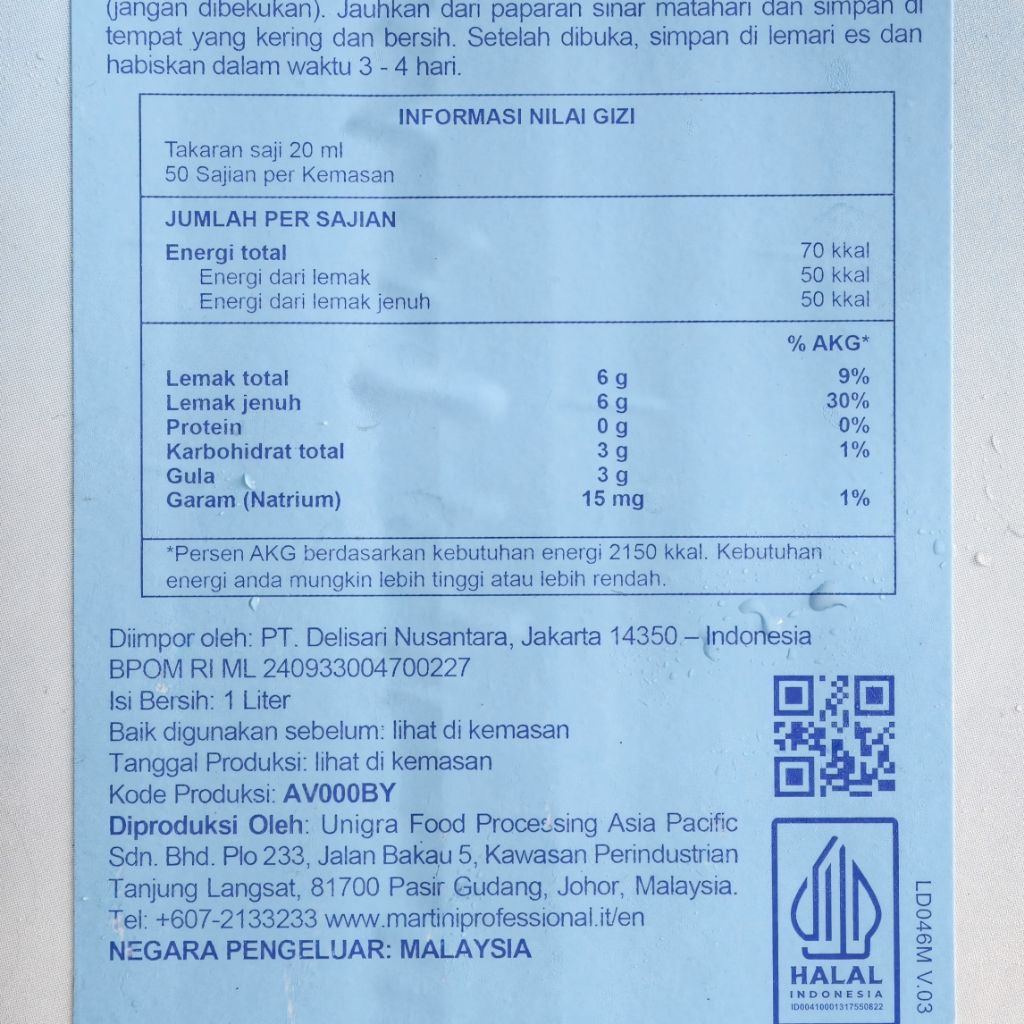 (jangan dibekukan). Jauhkan dari paparan sinar matahari dan simpan di
tempat yang kering dan bersih. Setelah dibuka, simpan di lemari es dan
habiskan dalam waktu 3 - 4 hari.
INFORMASI NILAI GIZI
Takaran saji 20 ml
50 Sajian per Kemasan
JUMLAH PER SAJIAN
Energi total 70 kkal
Energi dari lemak 50 kkal
Energi dari lemak jenuh 50 kkal
% AKG*
Lemak total 6 g 9%
Lemak jenuh 6 g 30%
Protein 0 g 0%
Karbohidrat total 3 g 1%
Gula 3 g
Garam (Natrium) 15 mg 1%
*Persen AKG berdasarkan kebutuhan energi 2150 kkal. Kebutuhan
energi anda mungkin lebih tinggi atau lebih rendah.
Diimpor oleh: PT. Delisari Nusantara, Jakarta 14350 – Indonesia
BPOM RI ML 240933004700227
Isi Bersih: 1 Liter
Baik digunakan sebelum: lihat di kemasan
Tanggal Produksi: lihat di kemasan
Kode Produksi: AV000BY
Diproduksi Oleh: Unigra Food Processing Asia Pacific
Sdn. Bhd. Plo 233, Jalan Bakau 5, Kawasan Perindustrian
Tanjung Langsat, 81700 Pasir Gudang, Johor, Malaysia.
Tel: +607-2133233 www.martiniprofessional.it/en
NEGARA PENGELUAR: MALAYSIA
HALAL
INDONESIA
ID00410001317550822
LD046M V.03